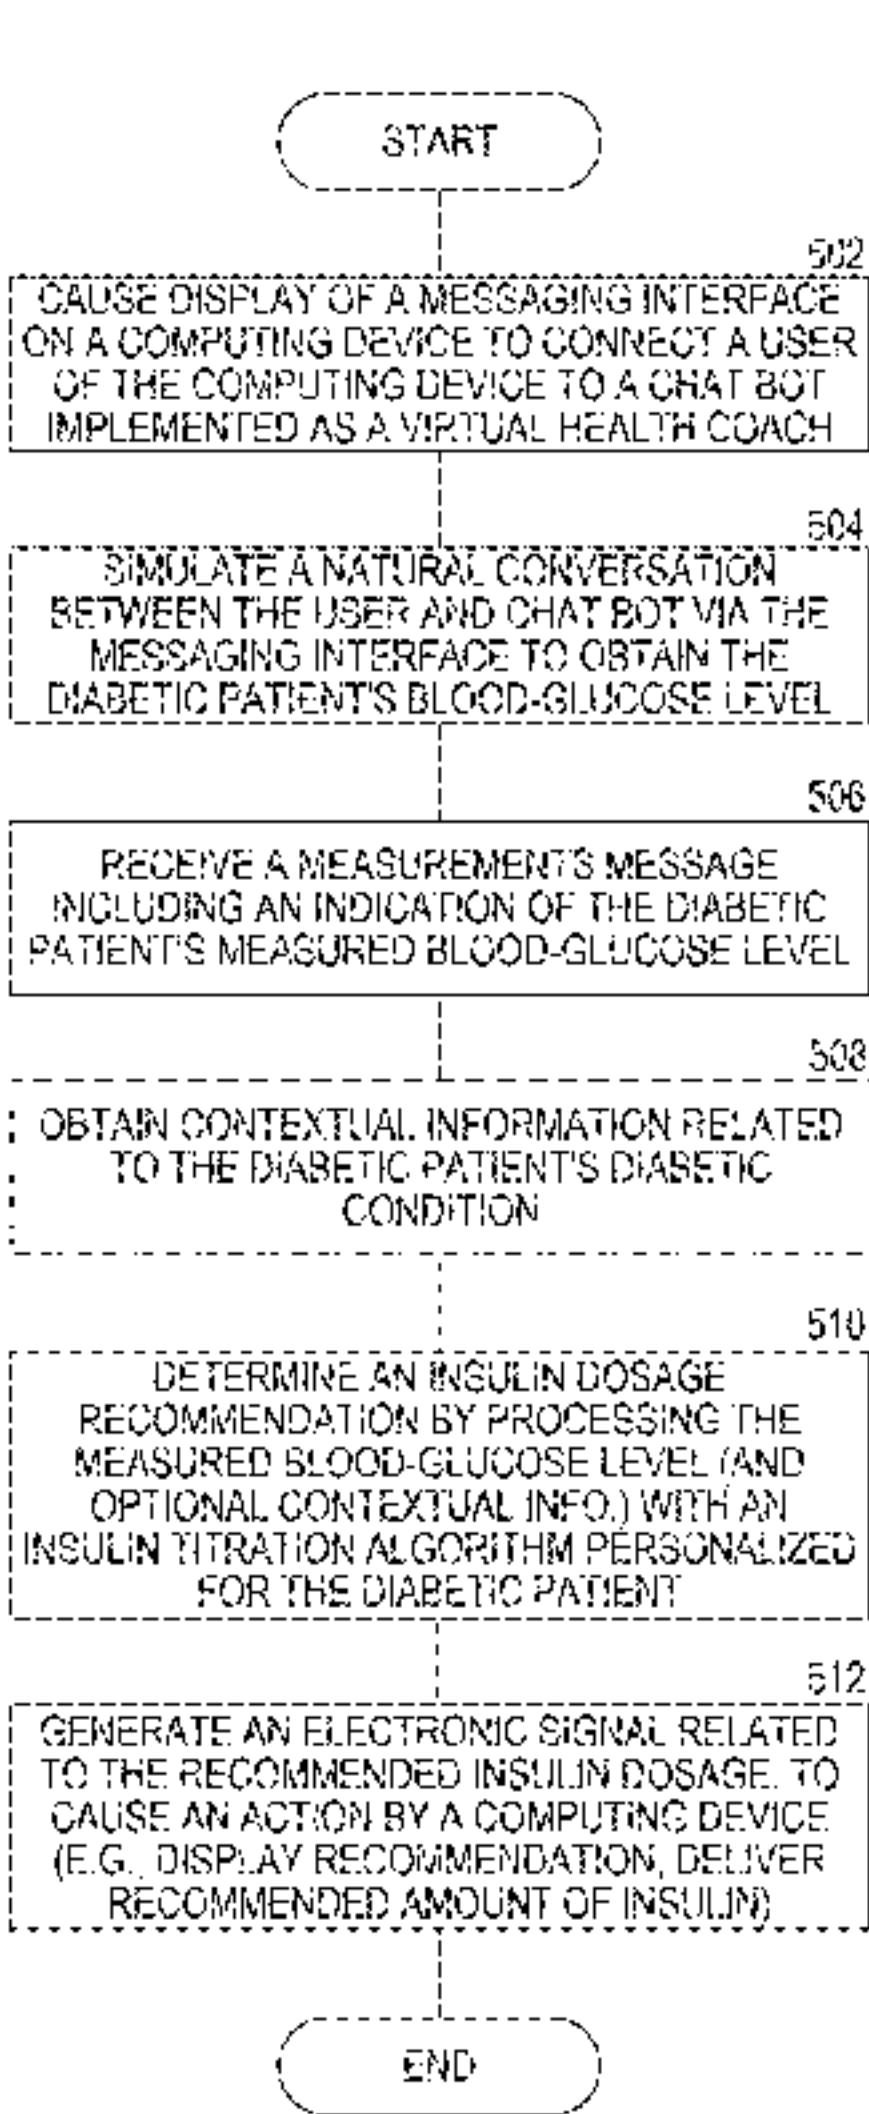 START
502
CAUSE DISPLAY OF A MESSAGING INTERFACE
ON A COMPUTING DEVICE TO CONNECT A USER
OF THE COMPUTING DEVICE TO A CHAT BOT
IMPLEMENTED AS A VIRTUAL HEALTH COACH
504
SIMULATE A NATURAL CONVERSATION
BETWEEN THE USER AND CHAT BOT VIA THE
MESSAGING INTERFACE TO OBTAIN THE
DIABETIC PATIENT'S BLOOD-GLUCOSE LEVEL
506
RECEIVE A MEASUREMENTS MESSAGE
INCLUDING AN INDICATION OF THE DIABETIC
PATIENT'S MEASURED BLOOD-GLUCOSE LEVEL
508
OBTAIN CONTEXTUAL INFORMATION RELATED
TO THE DIABETIC PATIENT'S DIABETIC
CONDITION
510
DETERMINE AN INSULIN DOSAGE
RECOMMENDATION BY PROCESSING THE
MEASURED BLOOD-GLUCOSE LEVEL (AND
OPTIONAL CONTEXTUAL INFO.) WITH AN
INSULIN TITRATION ALGORITHM PERSONALIZED
FOR THE DIABETIC PATIENT
512
GENERATE AN ELECTRONIC SIGNAL RELATED
TO THE RECOMMENDED INSULIN DOSAGE, TO
CAUSE AN ACTION BY A COMPUTING DEVICE
(E.G., DISPLAY RECOMMENDATION, DELIVER
RECOMMENDED AMOUNT OF INSULIN)
END